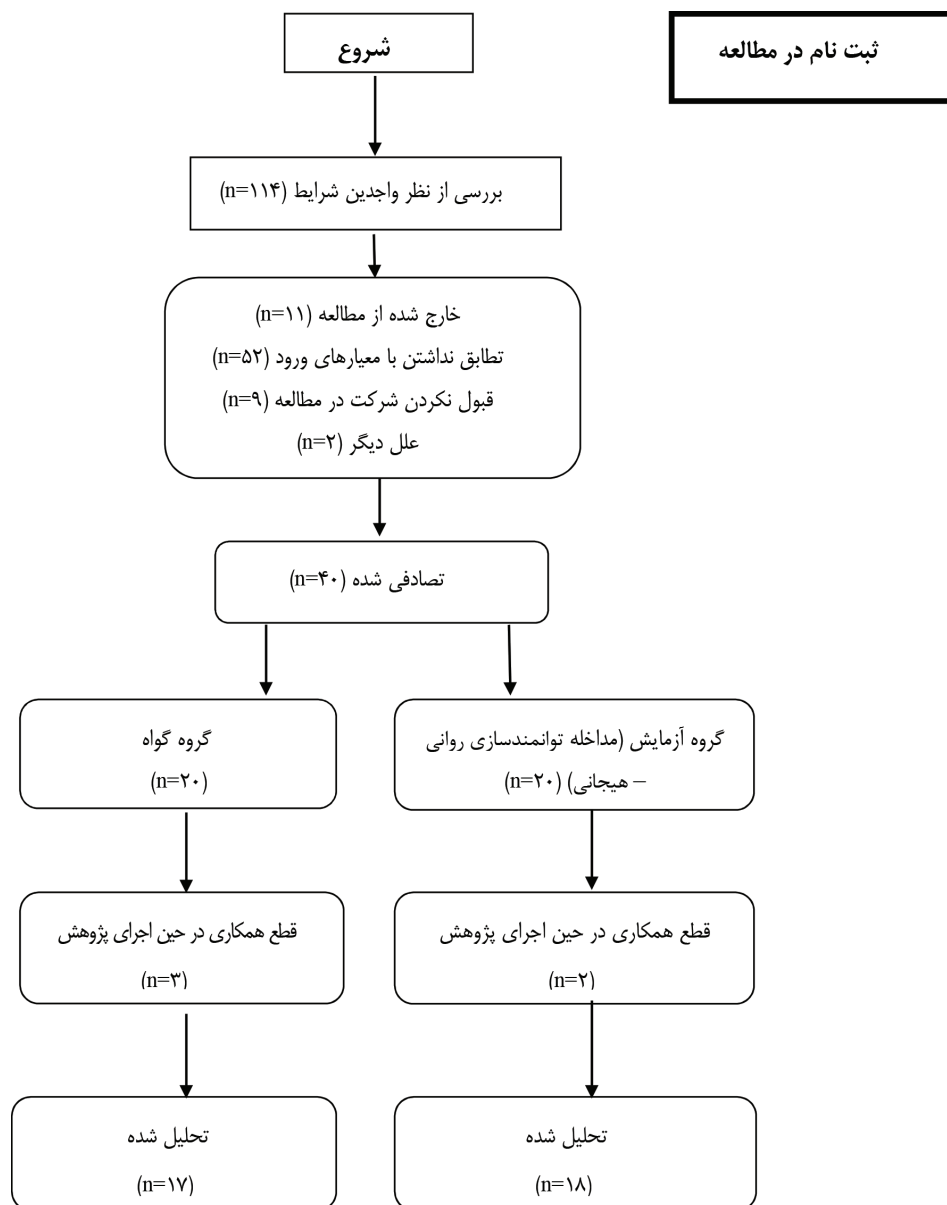 ثبت نام در مطالعه
شروع
بررسی از نظر واجدین شرایط (n=۱۱۴)
خارج شده از مطالعه (n=۱۱)
تطابق نداشتن با معیارهای ورود (n=۵۲)
قبول نکردن شرکت در مطالعه (n=۹)
علل دیگر (n=۲)
تصادفی شده (n=۴۰)
گروه آزمایش (مداخله توانمندسازی روانی
– هیجانی) (n=۲۰)
گروه گواه
(n=۲۰)
قطع همکاری در حین اجرای پژوهش
(n=۲)
قطع همکاری در حین اجرای پژوهش
(n=۳)
تحلیل شده
(n=۱۸)
تحلیل شده
(n=۱۷)